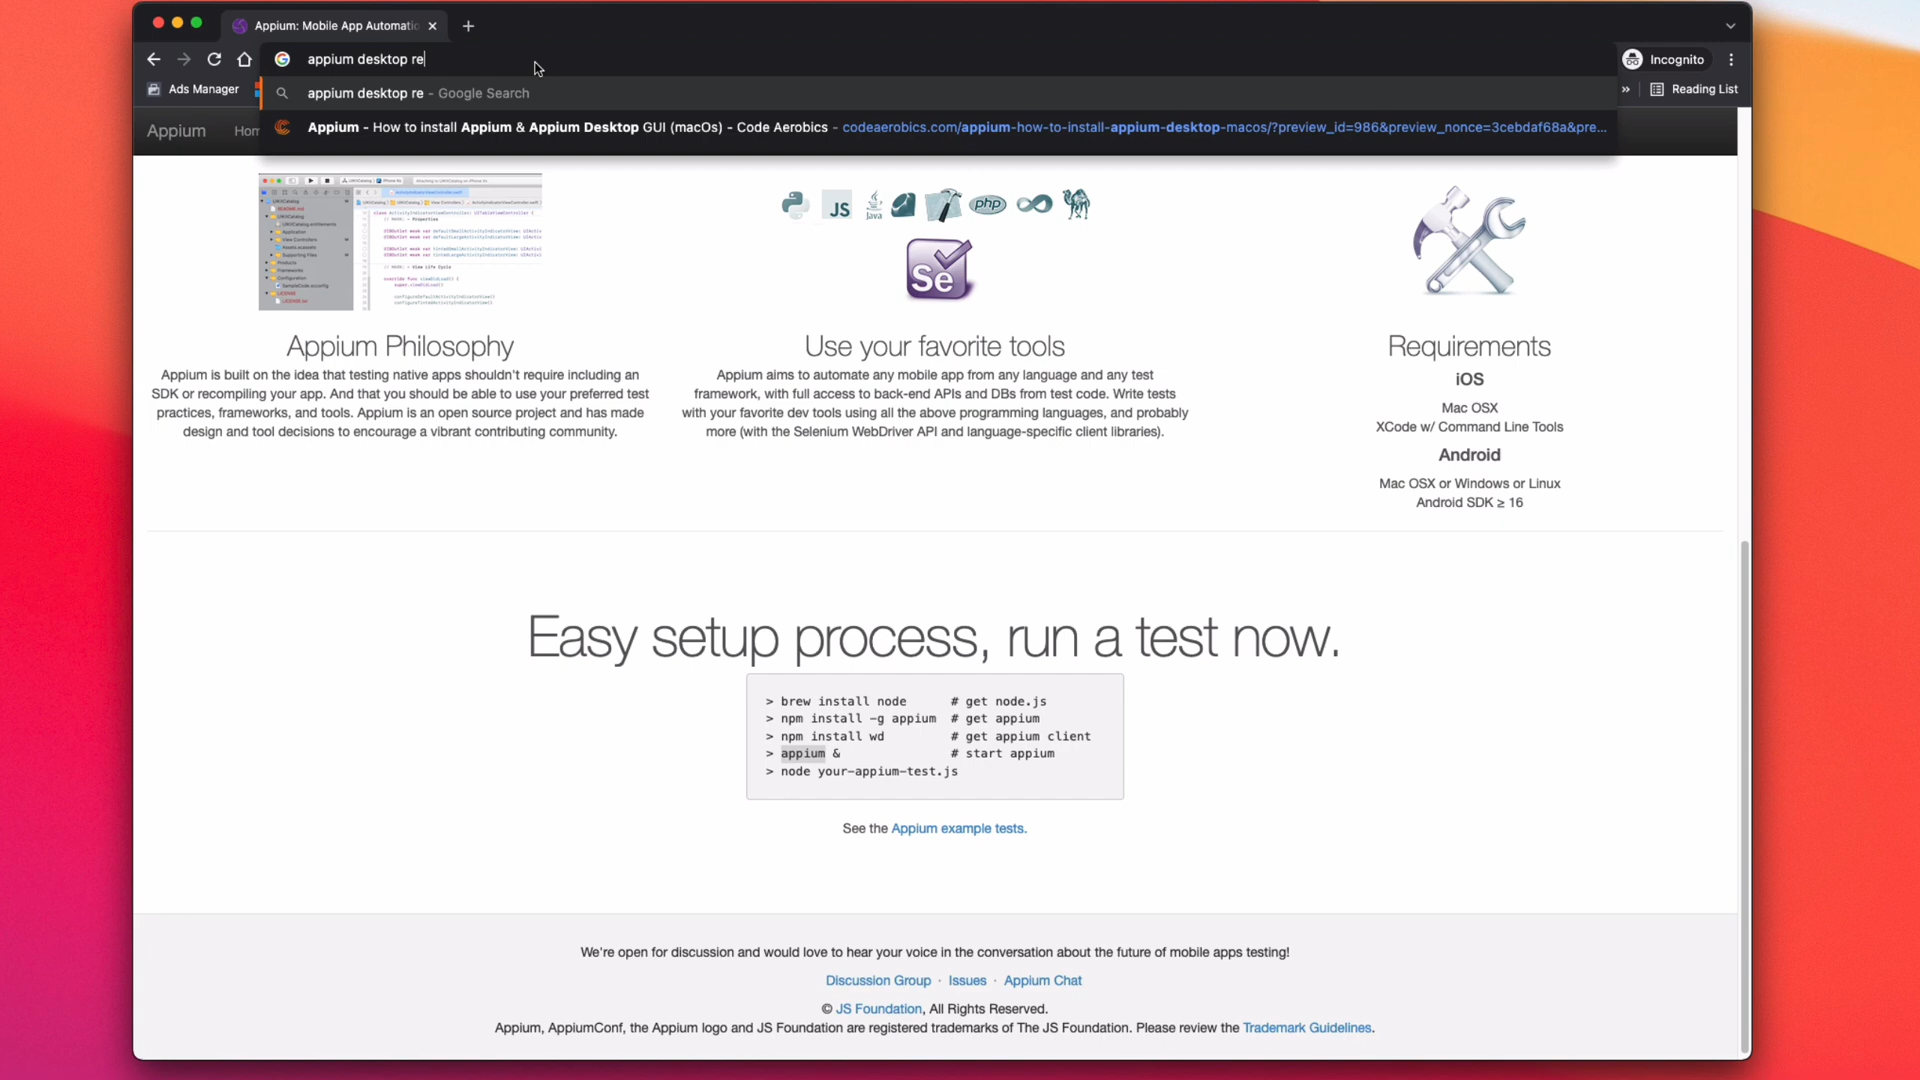 Appium: Mobile App Automati
appium desktop re
Incognito
Ads Manager
appium desktop re - Google Search
Reading List
Appium
Hom
Appium - How to install Appium & Appium Desktop GUI (macOs) - Code Aerobics - codeaerobics.com/appium-how-to-install-appium-desktop-macos/?preview_id=986&preview_nonce=3cebdaf68a&pre...
JS
Java
php
Se
Appium Philosophy
Appium is built on the idea that testing native apps shouldn't require including an
SDK or recompiling your app. And that you should be able to use your preferred test
practices, frameworks, and tools. Appium is an open source project and has made
design and tool decisions to encourage a vibrant contributing community.
Use your favorite tools
Appium aims to automate any mobile app from any language and any test
framework, with full access to back-end APIs and DBs from test code. Write tests
with your favorite dev tools using all the above programming languages, and probably
more (with the Selenium WebDriver API and language-specific client libraries).
Requirements
iOS
Mac OSX
XCode w/ Command Line Tools
Android
Mac OSX or Windows or Linux
Android SDK ≥ 16
Easy setup process, run a test now.
> brew install node # get node.js
> npm install -g appium # get appium
> npm install wd # get appium client
> appium & # start appium
> node your-appium-test.js
See the Appium example tests.
We're open for discussion and would love to hear your voice in the conversation about the future of mobile apps testing!
Discussion Group · Issues · Appium Chat
© JS Foundation, All Rights Reserved.
Appium, AppiumConf, the Appium logo and JS Foundation are registered trademarks of The JS Foundation. Please review the Trademark Guidelines.